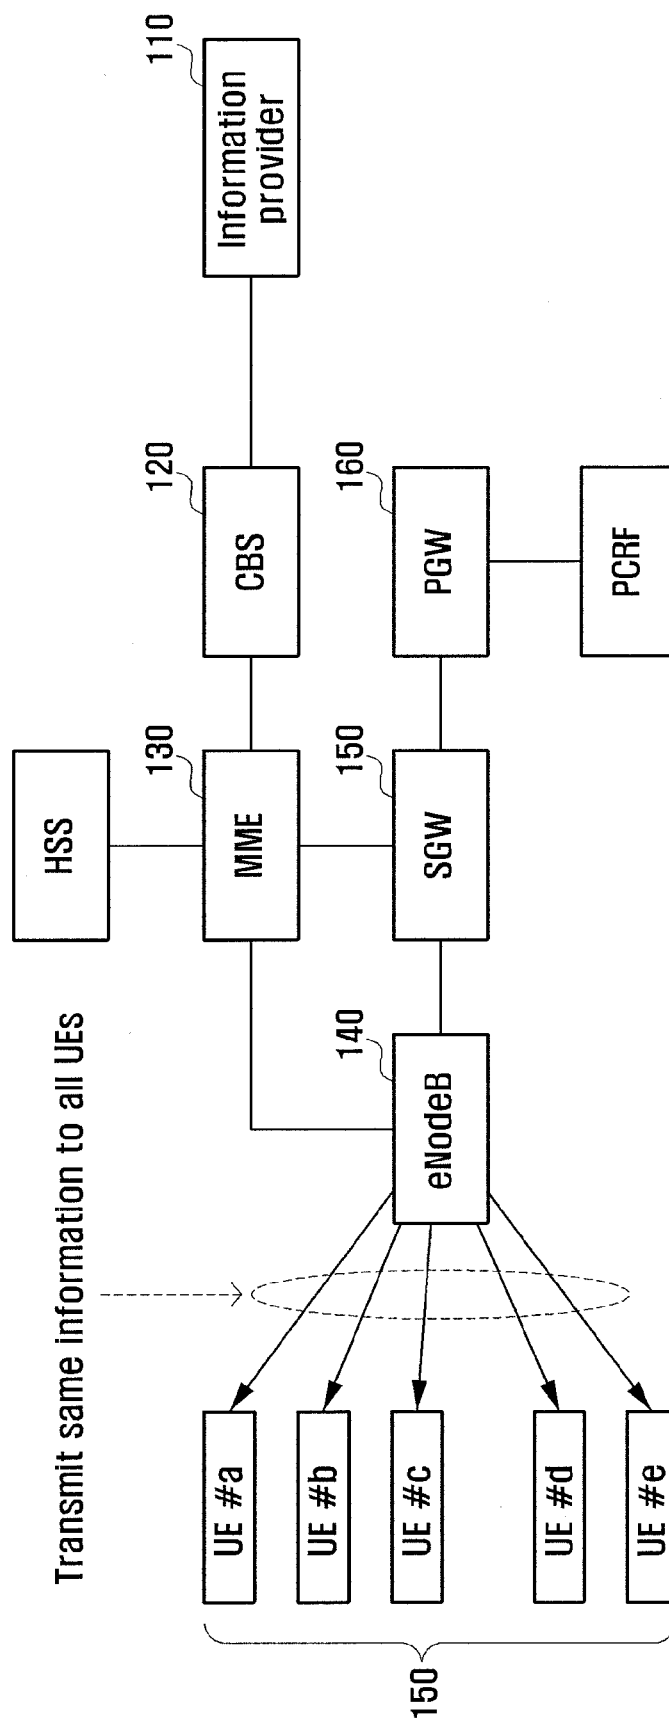 Transmit same information to all UEs
HSS
110
Information
provider
120
CBS
130
MME
140
eNodeB
150
SGW
160
PGW
PCRF
UE #a
UE #b
UE #c
UE #d
UE #e
150